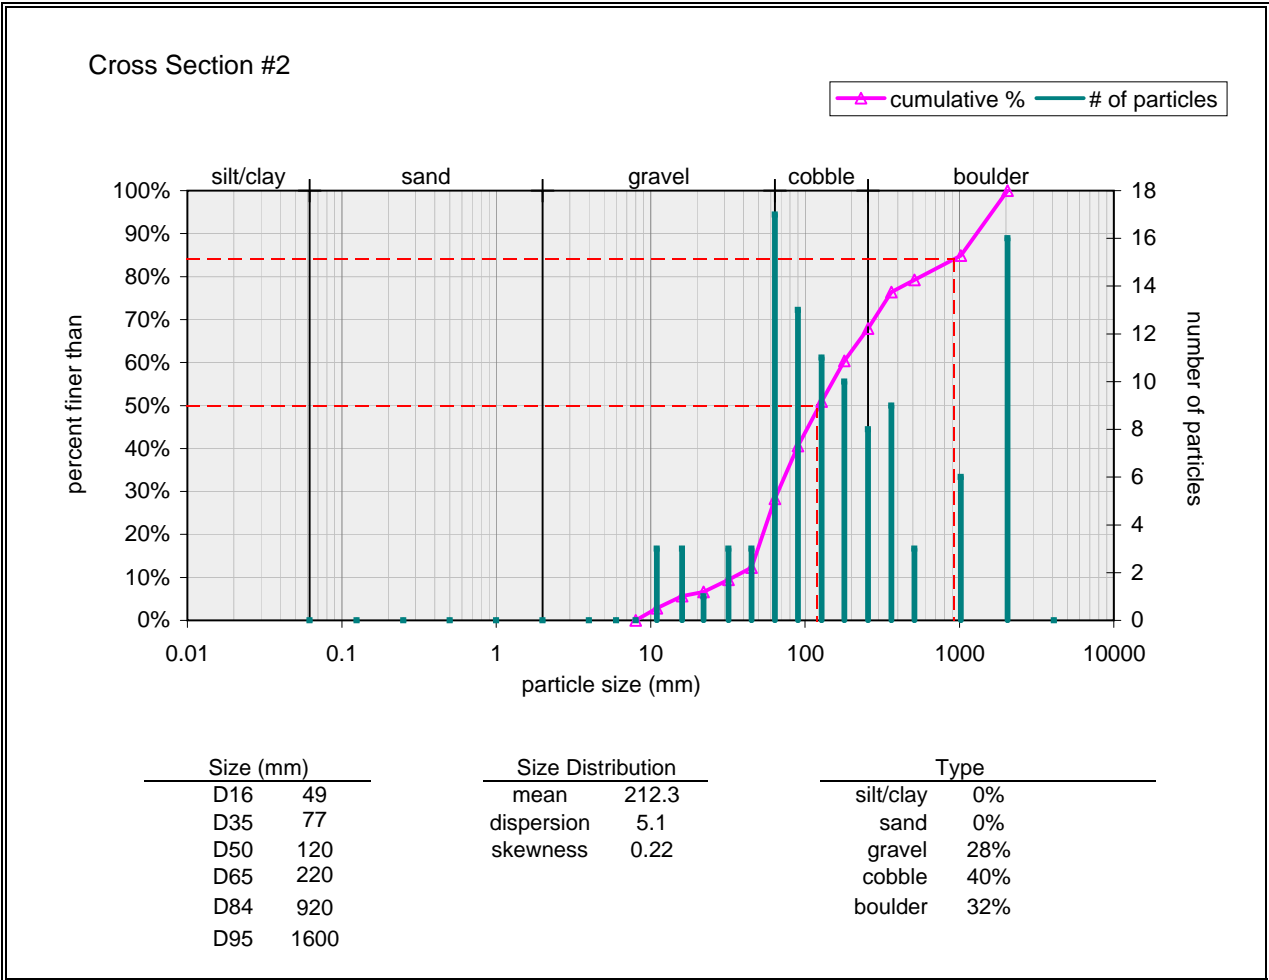 Cross Section #2
cumulative % # of particles
silt/clay sand gravel cobble boulder
100% 18
90% 16
80% 14
70% 12
60% 10
50% 8
40% 6
30% 4
20% 2
10% 0
0%
percent finer than
number of particles
0.01 0.1 1 10 100 1000 10000
particle size (mm)
Size (mm)
D16 49
D35 77
D50 120
D65 220
D84 920
D95 1600
Size Distribution
mean 212.3
dispersion 5.1
skewness 0.22
Type
silt/clay 0%
sand 0%
gravel 28%
cobble 40%
boulder 32%